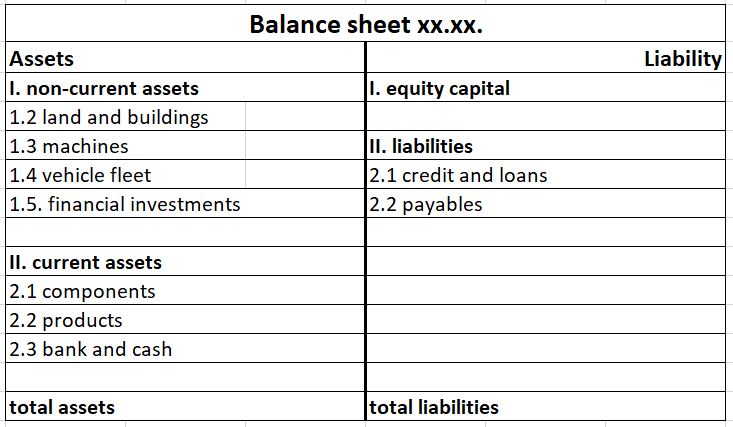 Balance sheet xx.xx.
Assets Liability
I. non-current assets I. equity capital
1.2 land and buildings
1.3 machines II. liabilities
1.4 vehicle fleet 2.1 credit and loans
1.5. financial investments 2.2 payables
II. current assets
2.1 components
2.2 products
2.3 bank and cash
total assets total liabilities